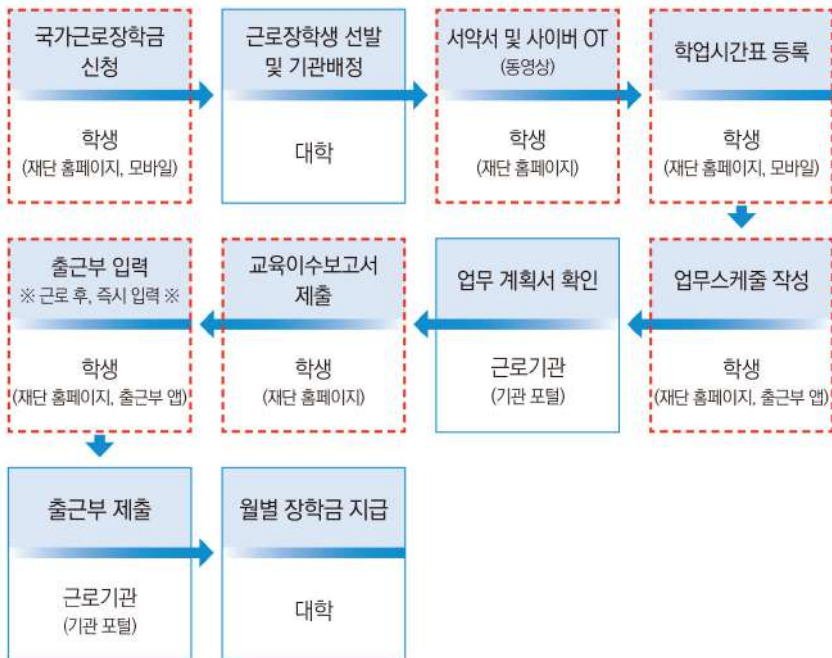 국가근로장학금
신청
학생
(재단 홈페이지, 모바일)
근로장학생 선발
및 기관배정
대학
서약서 및 사이버 OT
(동영상)
학생
(재단 홈페이지)
학업시간표 등록
학생
(재단 홈페이지, 모바일)
업무스케줄 작성
학생
(재단 홈페이지, 출근부 앱)
업무 계획서 확인
근로기관
(기관 포털)
교육이수보고서
제출
학생
(재단 홈페이지)
출근부 입력
※ 근로 후, 즉시 입력 ※
학생
(재단 홈페이지, 출근부 앱)
출근부 제출
근로기관
(기관 포털)
월별 장학금 지급
대학